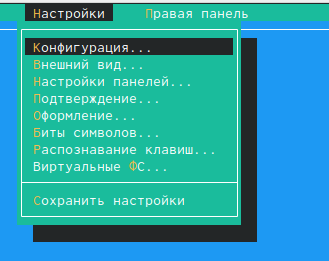 Настройки Правая панель
Конфигурация...
Внешний вид...
Настройки панелей...
Подтверждение...
Оформление...
Биты символов...
Распознавание клавиш...
Виртуальные ФС...
Сохранить настройки